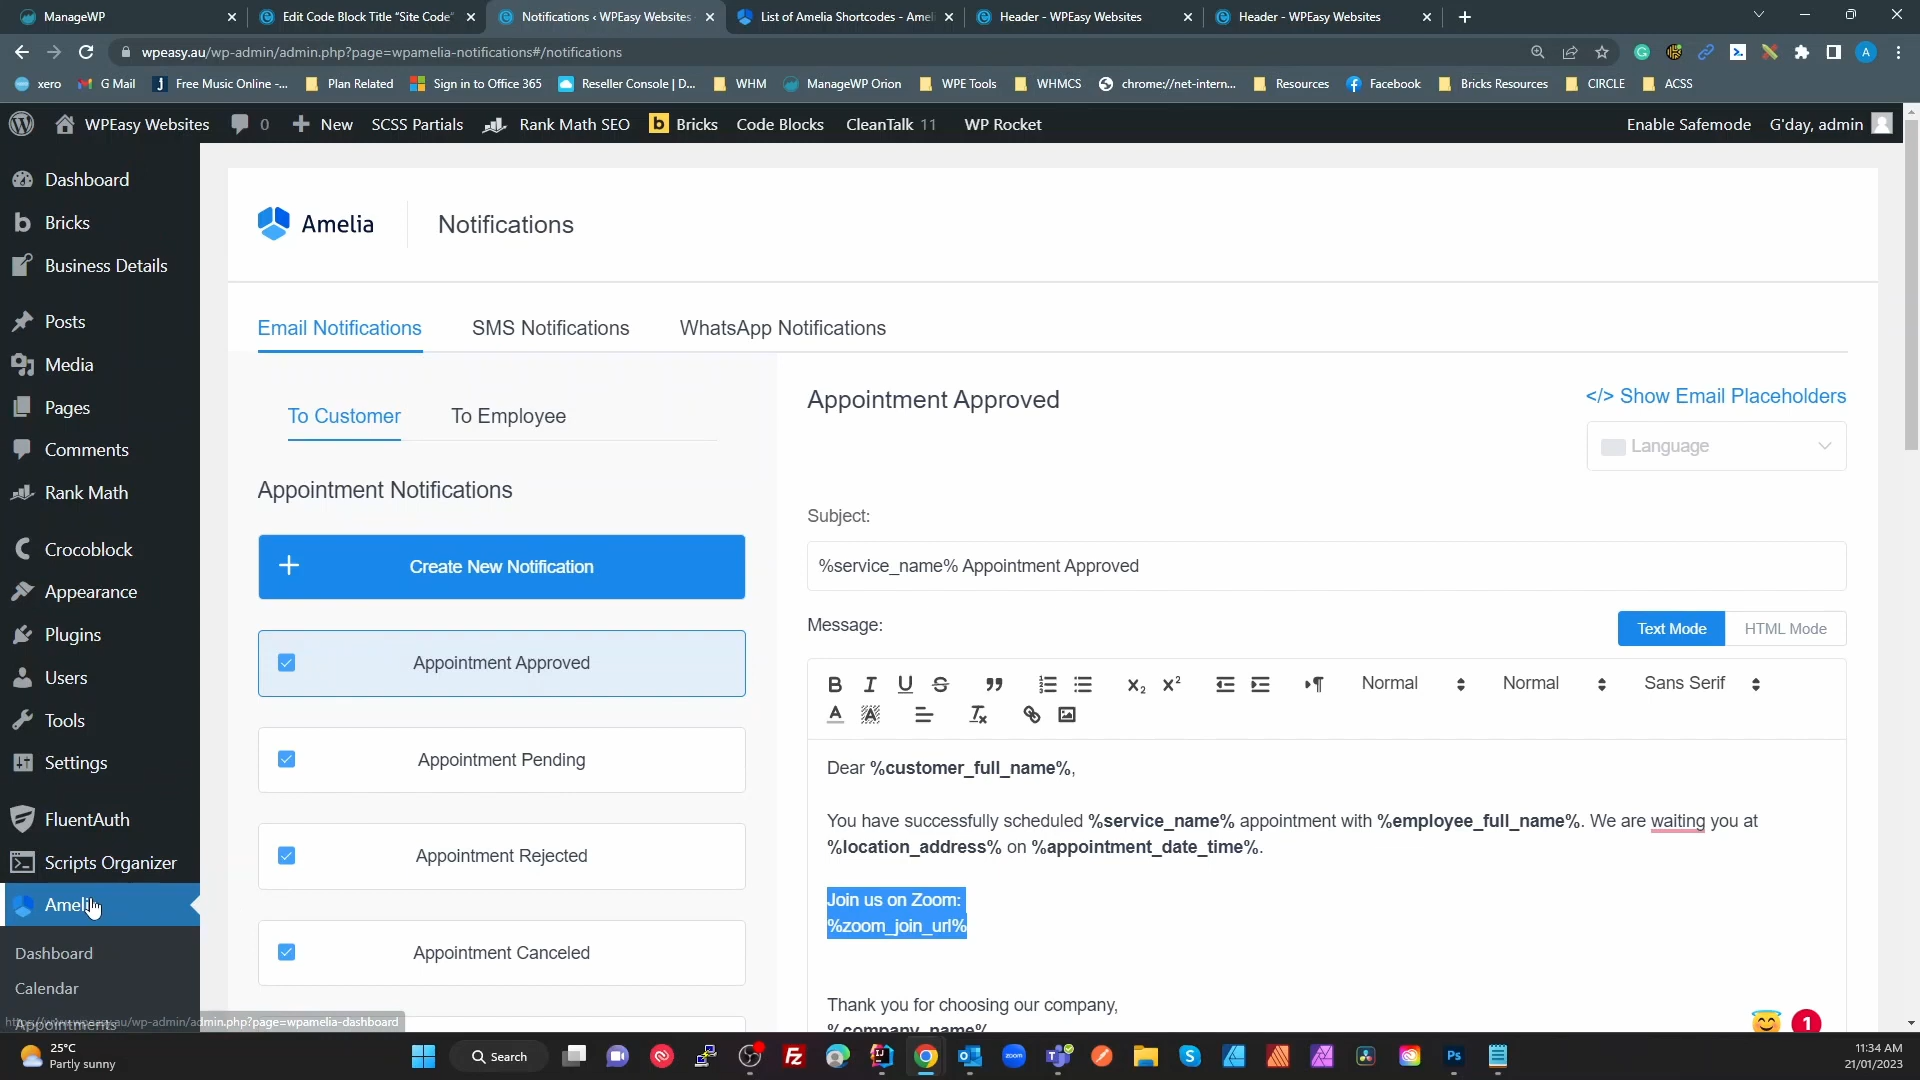 ManageWP
Edit Code Block Title "Site Code"
Notifications ‹ WPEasy Websites
List of Amelia Shortcodes - Amel
Header - WPEasy Websites
Header - WPEasy Websites
wpeasy.au/wp-admin/admin.php?page=wpamelia-notifications#/notifications
xero
G Mail
Free Music Online -...
Plan Related
Sign in to Office 365
Reseller Console | D...
WHM
ManageWP Orion
WPE Tools
WHMCS
chrome://net-intern...
Resources
Facebook
Bricks Resources
CIRCLE
ACSS
WPEasy Websites
0
New
SCSS Partials
Rank Math SEO
Bricks
Code Blocks
CleanTalk 11
WP Rocket
Enable Safemode
G'day, admin
Dashboard
Bricks
Business Details
Posts
Media
Pages
Comments
Rank Math
Crocoblock
Appearance
Plugins
Users
Tools
Settings
FluentAuth
Scripts Organizer
Dashboard
Calendar
Appointments
Amelia
Notifications
Email Notifications
SMS Notifications
WhatsApp Notifications
To Customer
To Employee
Appointment Notifications
Create New Notification
Appointment Approved
Appointment Pending
Appointment Rejected
Appointment Canceled
Appointment Approved
</> Show Email Placeholders
Language
Subject:
%service_name% Appointment Approved
Message:
Text Mode
HTML Mode
Normal
Normal
Sans Serif
Dear %customer_full_name%,
You have successfully scheduled %service_name% appointment with %employee_full_name%. We are waiting you at
%location_address% on %appointment_date_time%.
Join us on Zoom:
%zoom_join_url%
Thank you for choosing our company,
%company_name%
1
25°C
Partly sunny
Search
11:34 AM
21/01/2023